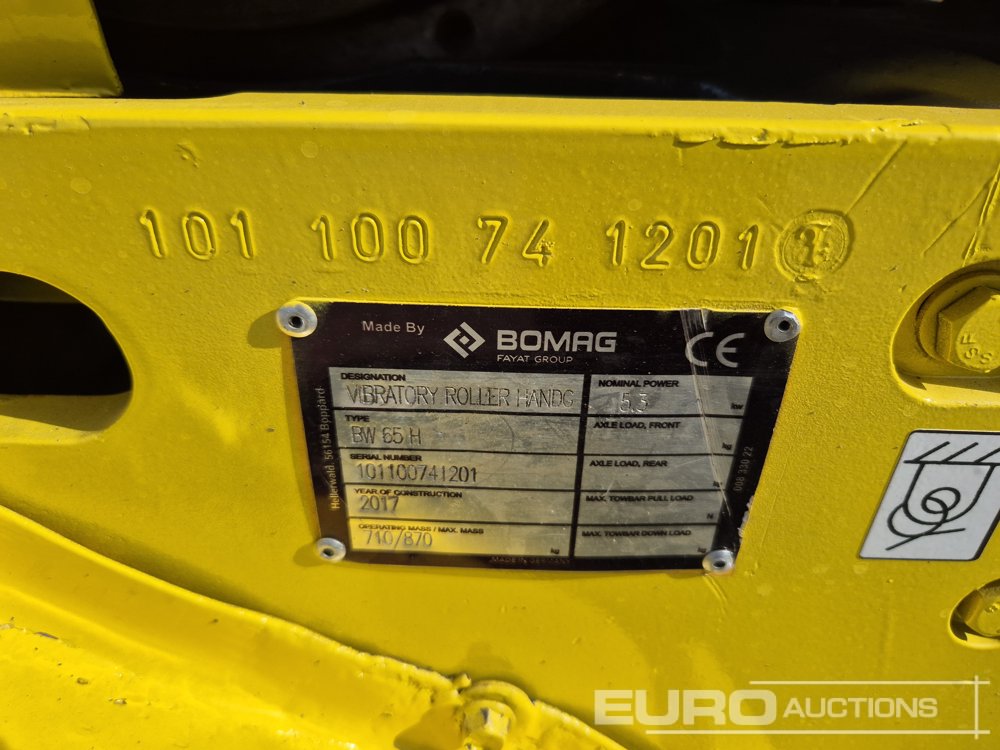 101 100 74 1201
Made By BOMAG
FAYAT GROUP
CE
DESIGNATION
VIBRATORY ROLLER HANDG
TYPE
BW 65 H
SERIAL NUMBER
101100741201
YEAR OF CONSTRUCTION
2017
OPERATING MASS / MAX. MASS
710/870
kg
NOMINAL POWER
5.3
kW
AXLE LOAD, FRONT
kg
AXLE LOAD, REAR
kg
MAX. TOWBAR PULL LOAD
N
MAX. TOWBAR DOWN LOAD
kg
MADE IN GERMANY
Hellerwald, 56154 Boppard
008 330 22
EURO AUCTIONS